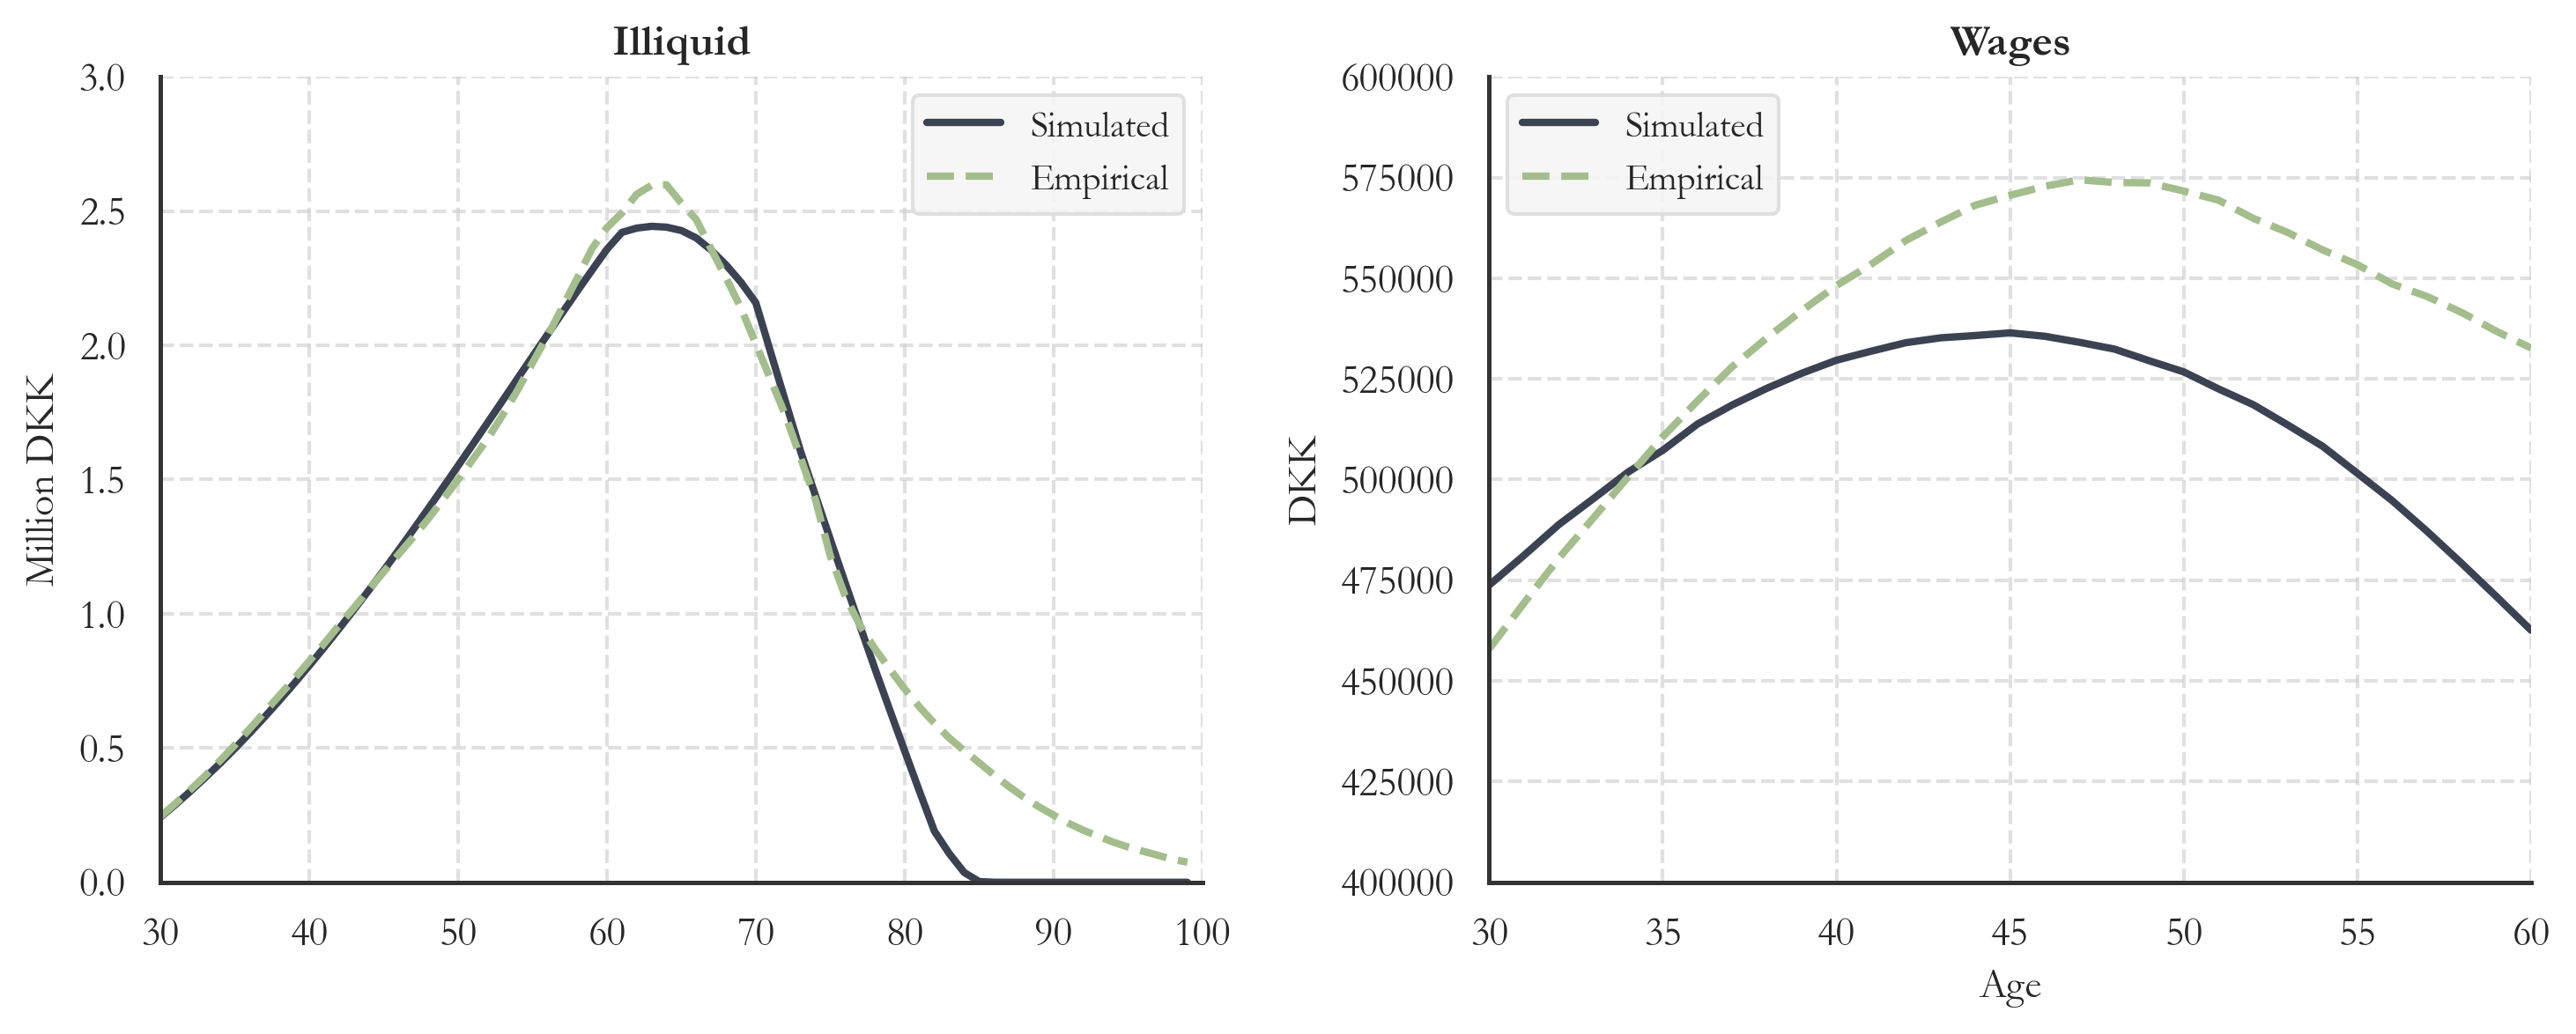 Illiquid
3.0
2.5
2.0
1.5
1.0
0.5
0.0
Million DKK
Simulated
Empirical
30 40 50 60 70 80 90 100
Wages
600000
575000
550000
525000
500000
475000
450000
425000
400000
DKK
Simulated
Empirical
30 35 40 45 50 55 60
Age